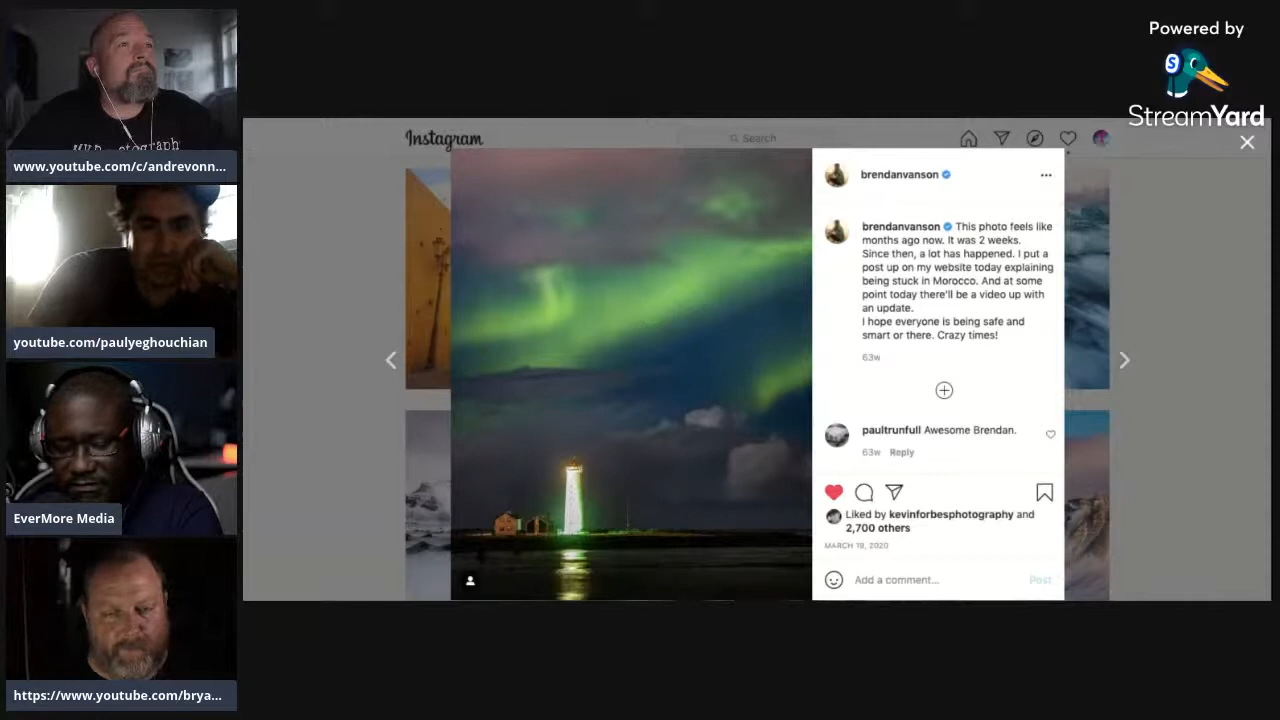 Powered by
StreamYard
www.youtube.com/c/andrevonn...
youtube.com/paulyeghouchian
EverMore Media
https://www.youtube.com/brya...
Instagram
Search
brendanvanson
brendanvanson This photo feels like
months ago now. It was 2 weeks.
Since then, a lot has happened. I put a
post up on my website today explaining
being stuck in Morocco. And at some
point today there'll be a video up with
an update.
I hope everyone is being safe and
smart or there. Crazy times!
63w
paultrunfull Awesome Brendan.
63w Reply
Liked by kevinforbesphotography and
2,700 others
MARCH 19, 2020
Add a comment...
Post